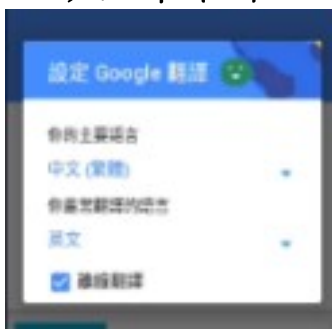 設定 Google 翻譯
你的主要語言
中文 (繁體)
你最常翻譯的語言
英文
離線翻譯